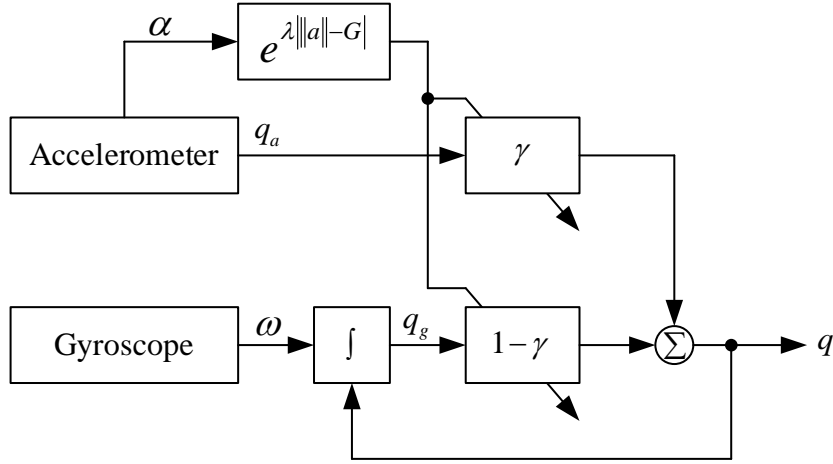 α
e^{λ|‖a‖−G|}
Accelerometer
q_a
γ
Gyroscope
ω
∫
q_g
1−γ
Σ
q